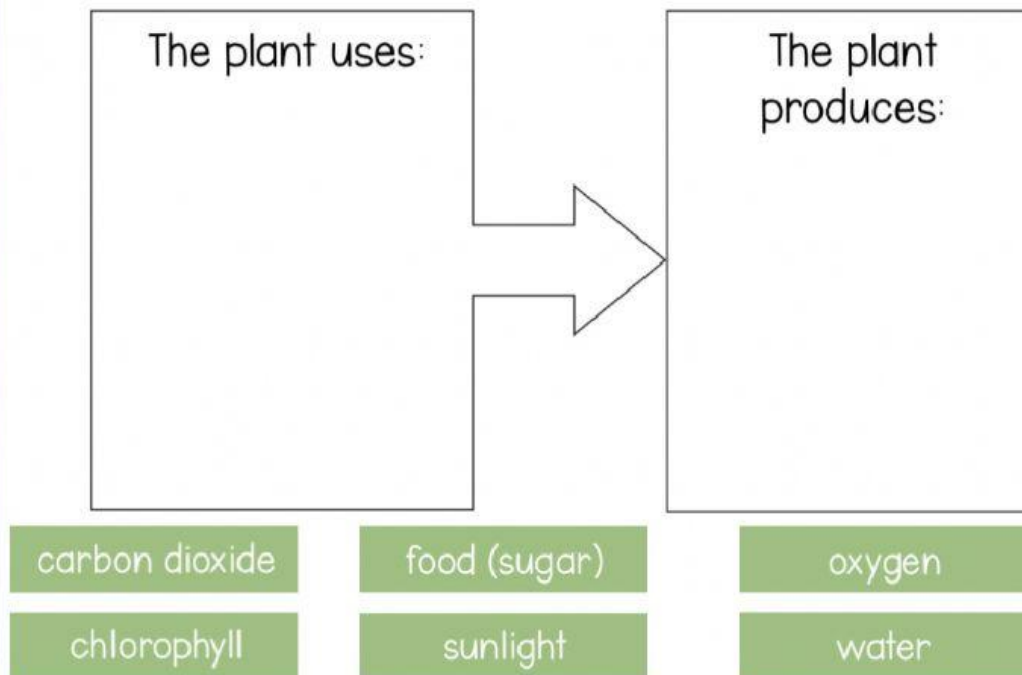 The plant uses:
The plant
produces:
carbon dioxide
food (sugar)
oxygen
chlorophyll
sunlight
water